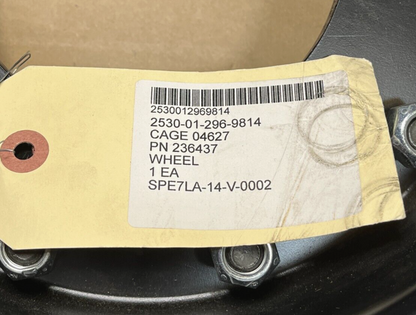 2530012969814
2530-01-296-9814
CAGE 04627
PN 236437
WHEEL
1 EA
SPE7LA-14-V-0002